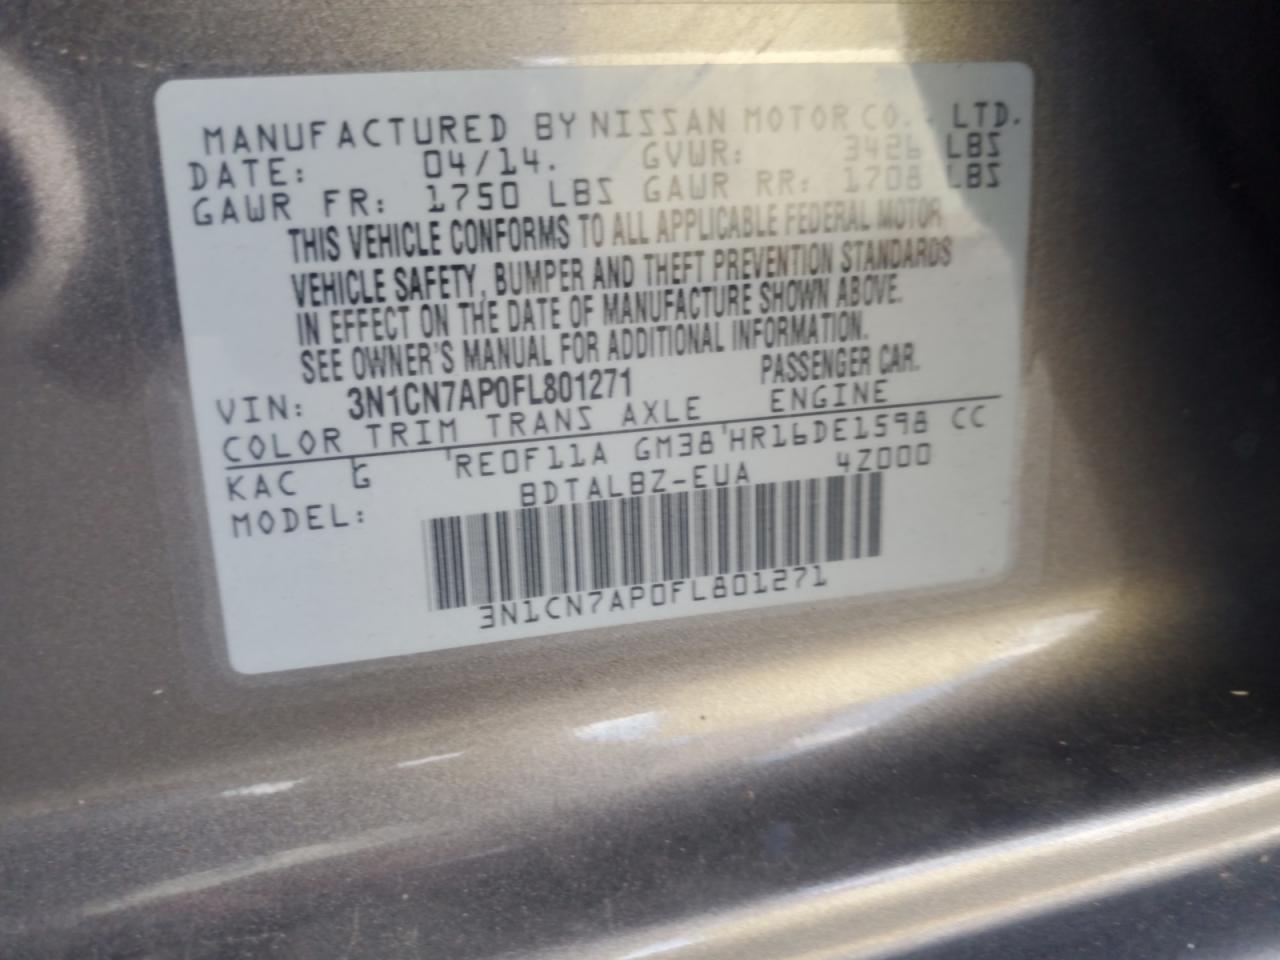 MANUFACTURED BY NISSAN MOTOR CO., LTD.
DATE: 04/14. GVWR: 3426 LBS
GAWR FR: 1750 LBS GAWR RR: 1708 LBS
THIS VEHICLE CONFORMS TO ALL APPLICABLE FEDERAL MOTOR
VEHICLE SAFETY, BUMPER AND THEFT PREVENTION STANDARDS
IN EFFECT ON THE DATE OF MANUFACTURE SHOWN ABOVE.
SEE OWNER'S MANUAL FOR ADDITIONAL INFORMATION.
VIN: 3N1CN7AP0FL801271 PASSENGER CAR.
COLOR TRIM TRANS AXLE ENGINE
KAC G RE0F11A GM38 HR16DE1598 CC
MODEL: BDTALBZ-EUA 4Z000
3N1CN7AP0FL801271